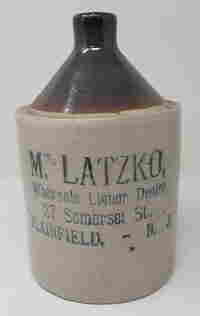 M. LATZKO,
Wholesale Liquor Dealer,
27 Somerset St.,
PLAINFIELD, - N. J.